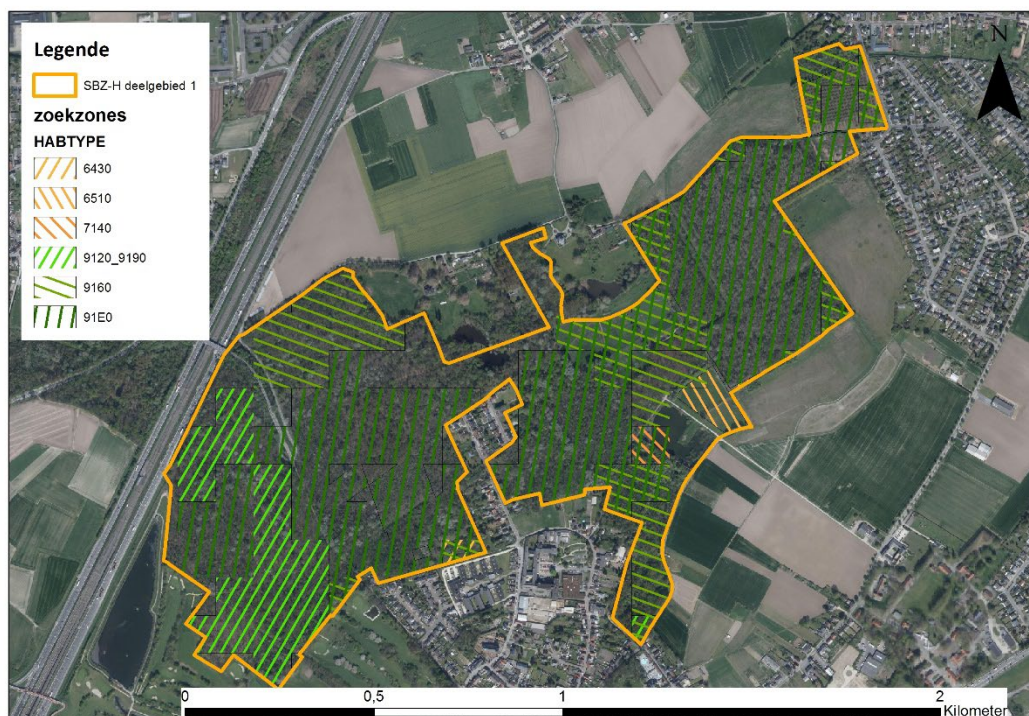 Legende
SBZ-H deelgebied 1
zoekzones
HABTYPE
6430
6510
7140
9120_9190
9160
91E0
N
0 0,5 1 2
Kilometer